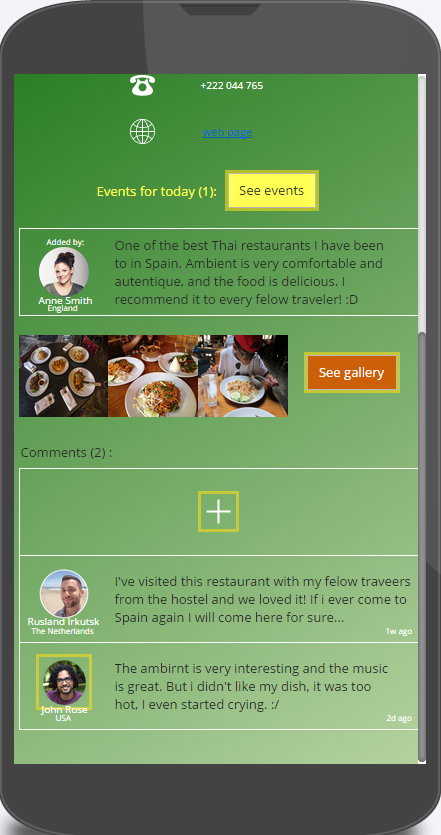 +222 044 765
web page
Events for today (1):
See events
Added by:
Anne Smith
England
One of the best Thai restaurants I have been
to in Spain. Ambient is very comfortable and
autentique, and the food is delicious. I
recommend it to every felow traveler! :D
See gallery
Comments (2) :
Rusland Irkutsk
The Netherlands
I've visited this restaurant with my felow traveers
from the hostel and we loved it! If i ever come to
Spain again I will come here for sure...
1w ago
John Rose
USA
The ambirnt is very interesting and the music
is great. But i didn't like my dish, it was too
hot, I even started crying. :/
2d ago